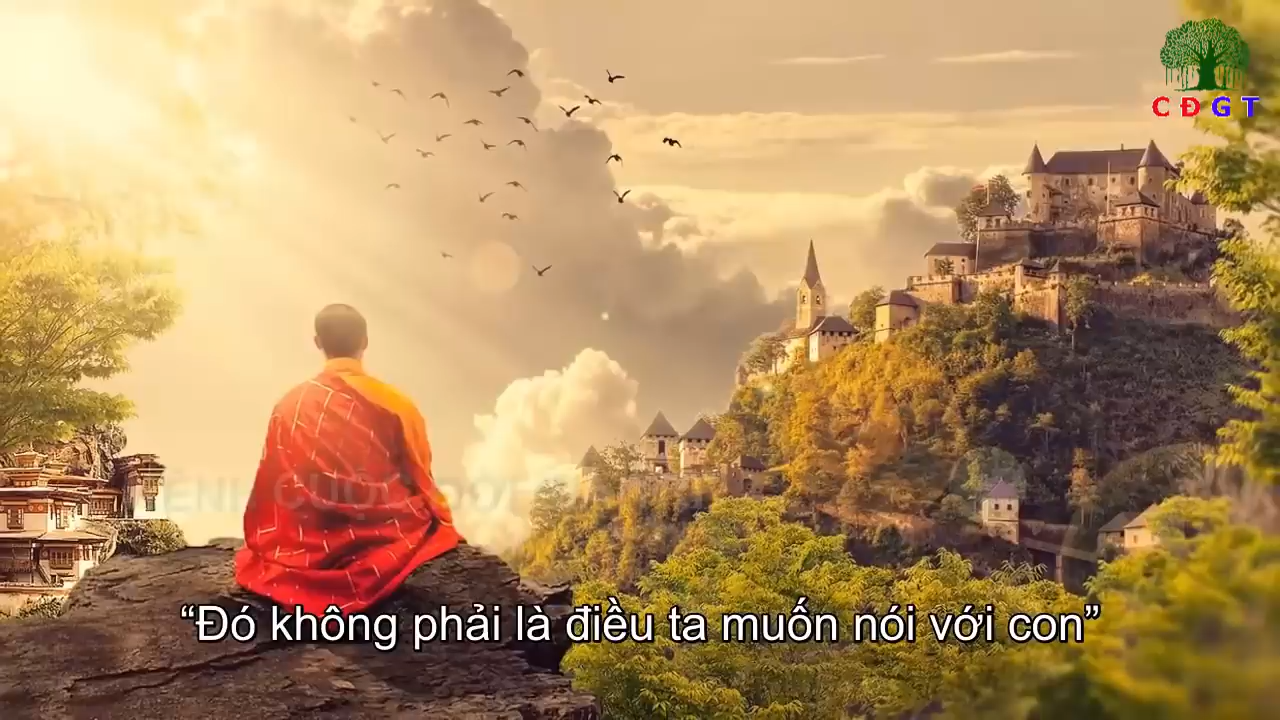 CĐGT
“Đó không phải là điều ta muốn nói với con”